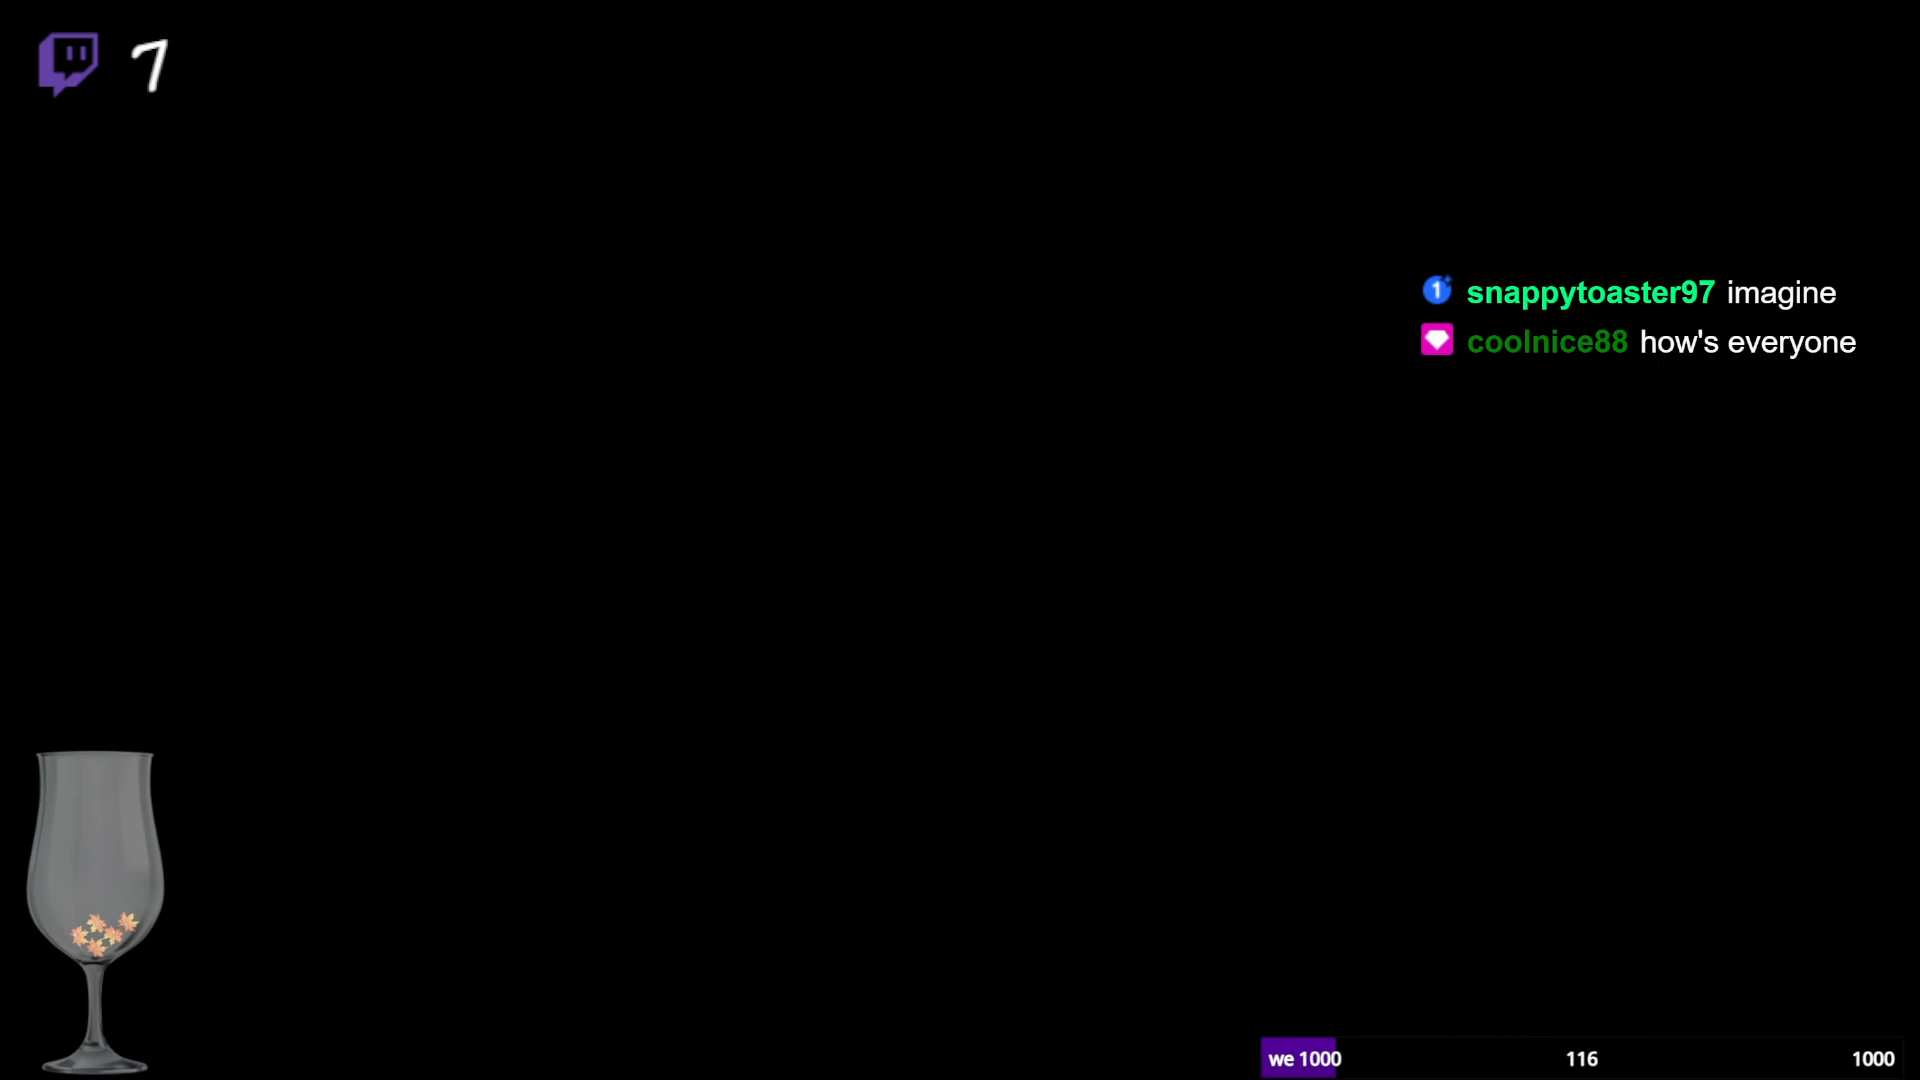 7
snappytoaster97 imagine
coolnice88 how's everyone
we 1000 116 1000